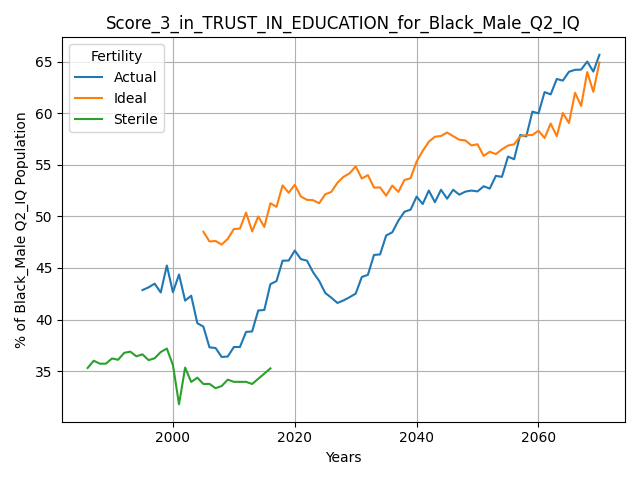 Score_3_in_TRUST_IN_EDUCATION_for_Black_Male_Q2_IQ
Fertility
Actual
Ideal
Sterile
% of Black_Male Q2_IQ Population
65
60
55
50
45
40
35
2000
2020
2040
2060
Years